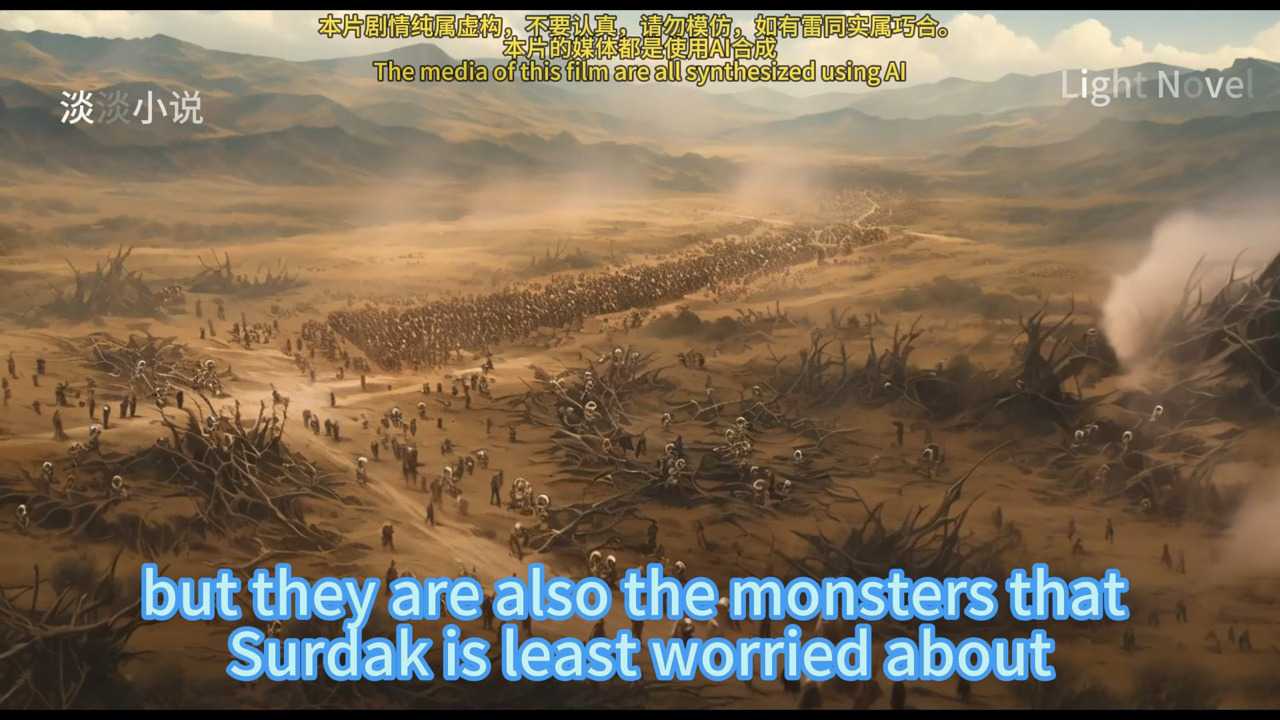 本片剧情纯属虚构，不要认真，请勿模仿，如有雷同实属巧合。
本片的媒体都是使用AI合成
The media of this film are all synthesized using AI
淡淡小说
Light Novel
but they are also the monsters that
Surdak is least worried about